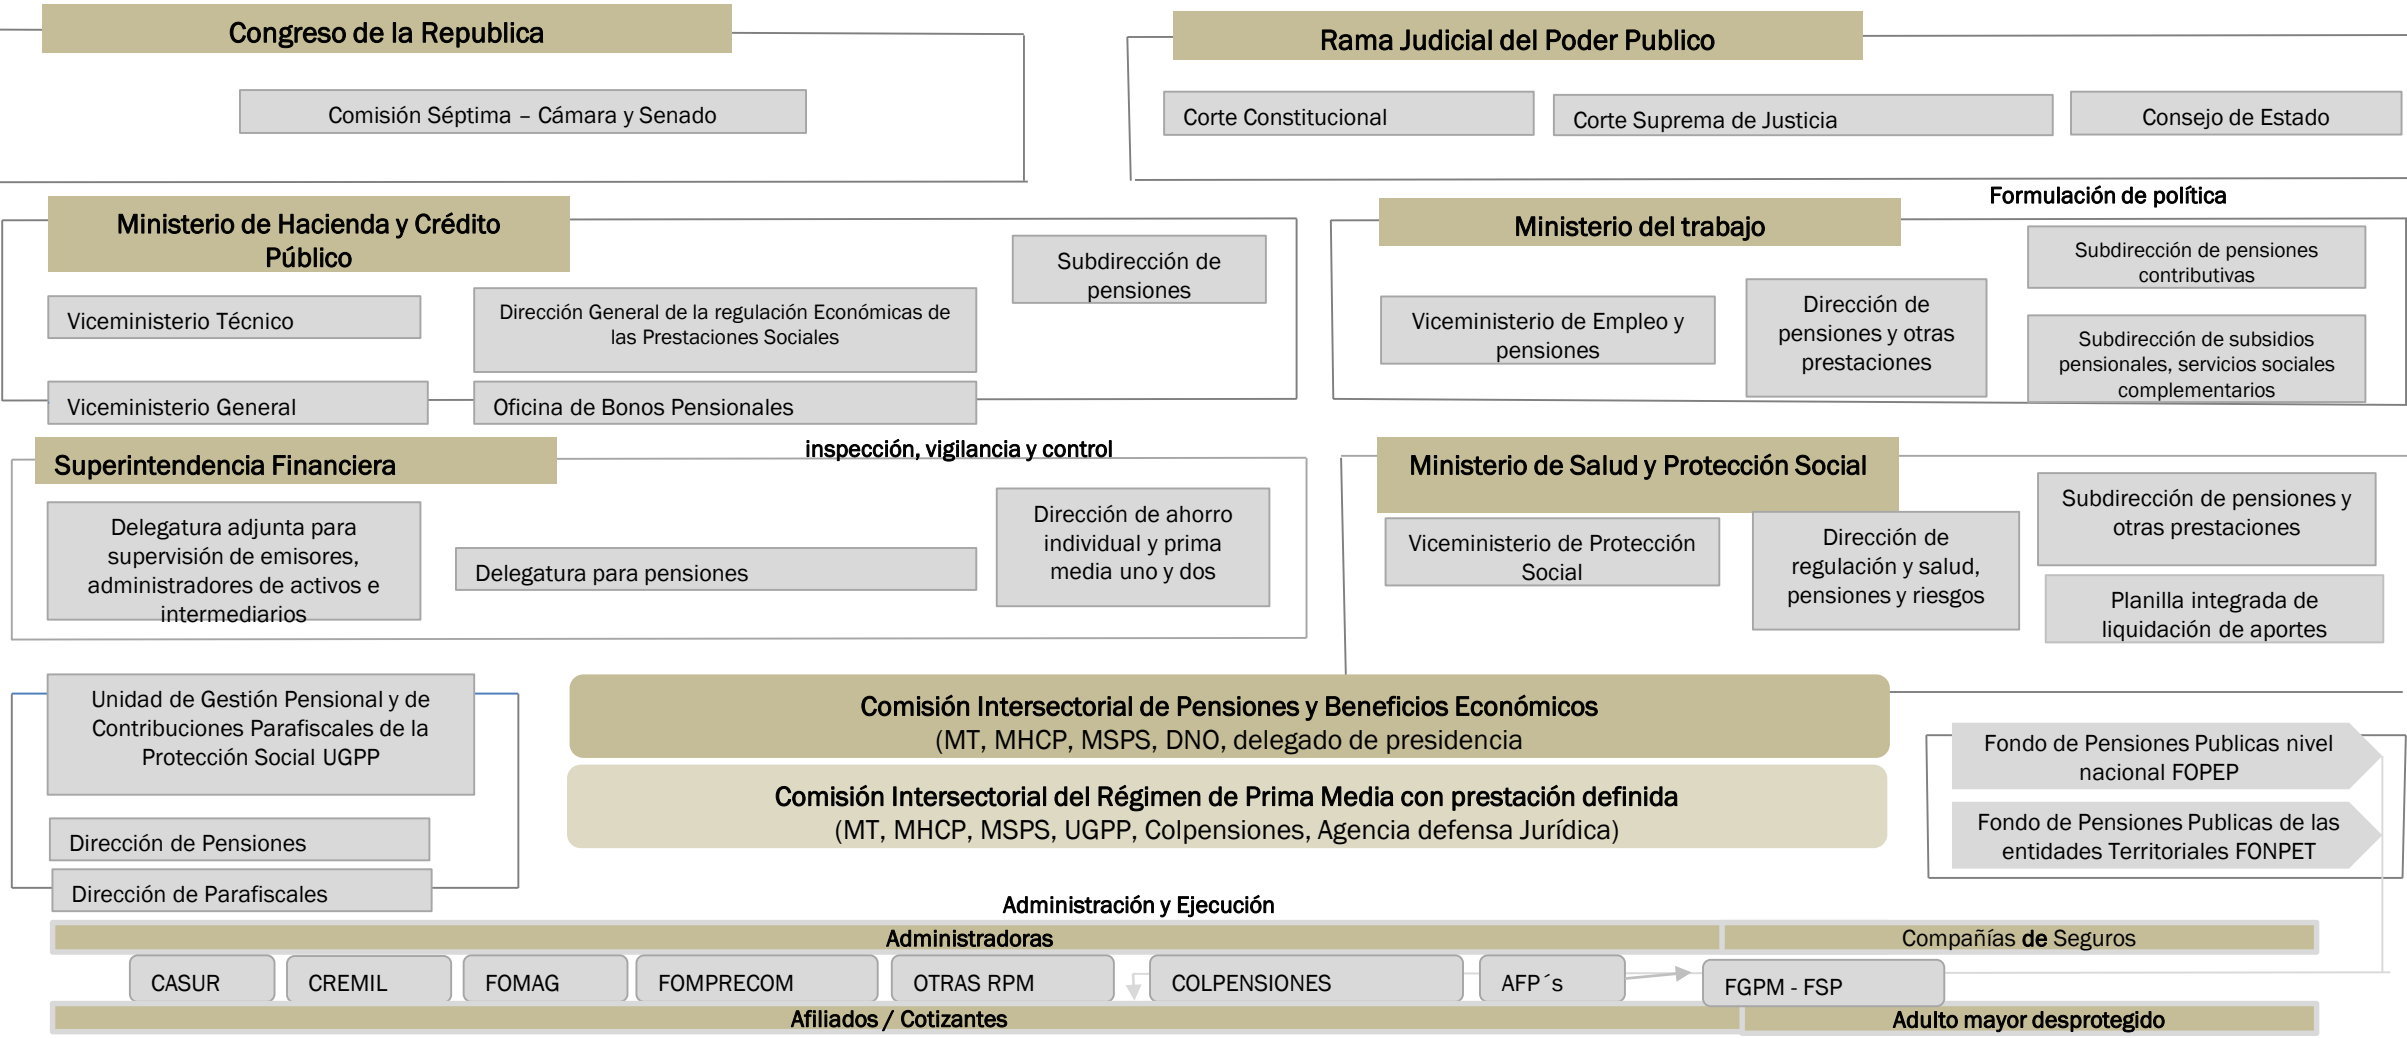 Congreso de la Republica
Comisión Séptima – Cámara y Senado
Rama Judicial del Poder Publico
Corte Constitucional
Corte Suprema de Justicia
Consejo de Estado
Formulación de política
Ministerio de Hacienda y Crédito
Público
Subdirección de
pensiones
Viceministerio Técnico
Dirección General de la regulación Económicas de
las Prestaciones Sociales
Viceministerio General
Oficina de Bonos Pensionales
Ministerio del trabajo
Viceministerio de Empleo y
pensiones
Dirección de
pensiones y otras
prestaciones
Subdirección de pensiones
contributivas
Subdirección de subsidios
pensionales, servicios sociales
complementarios
inspección, vigilancia y control
Superintendencia Financiera
Delegatura adjunta para
supervisión de emisores,
administradores de activos e
intermediarios
Delegatura para pensiones
Dirección de ahorro
individual y prima
media uno y dos
Ministerio de Salud y Protección Social
Viceministerio de Protección
Social
Dirección de
regulación y salud,
pensiones y riesgos
Subdirección de pensiones y
otras prestaciones
Planilla integrada de
liquidación de aportes
Unidad de Gestión Pensional y de
Contribuciones Parafiscales de la
Protección Social UGPP
Dirección de Pensiones
Dirección de Parafiscales
Comisión Intersectorial de Pensiones y Beneficios Económicos
(MT, MHCP, MSPS, DNO, delegado de presidencia
Comisión Intersectorial del Régimen de Prima Media con prestación definida
(MT, MHCP, MSPS, UGPP, Colpensiones, Agencia defensa Jurídica)
Fondo de Pensiones Publicas nivel
nacional FOPEP
Fondo de Pensiones Publicas de las
entidades Territoriales FONPET
Administración y Ejecución
Administradoras
Compañías de Seguros
CASUR
CREMIL
FOMAG
FOMPRECOM
OTRAS RPM
COLPENSIONES
AFP´s
FGPM - FSP
Afiliados / Cotizantes
Adulto mayor desprotegido